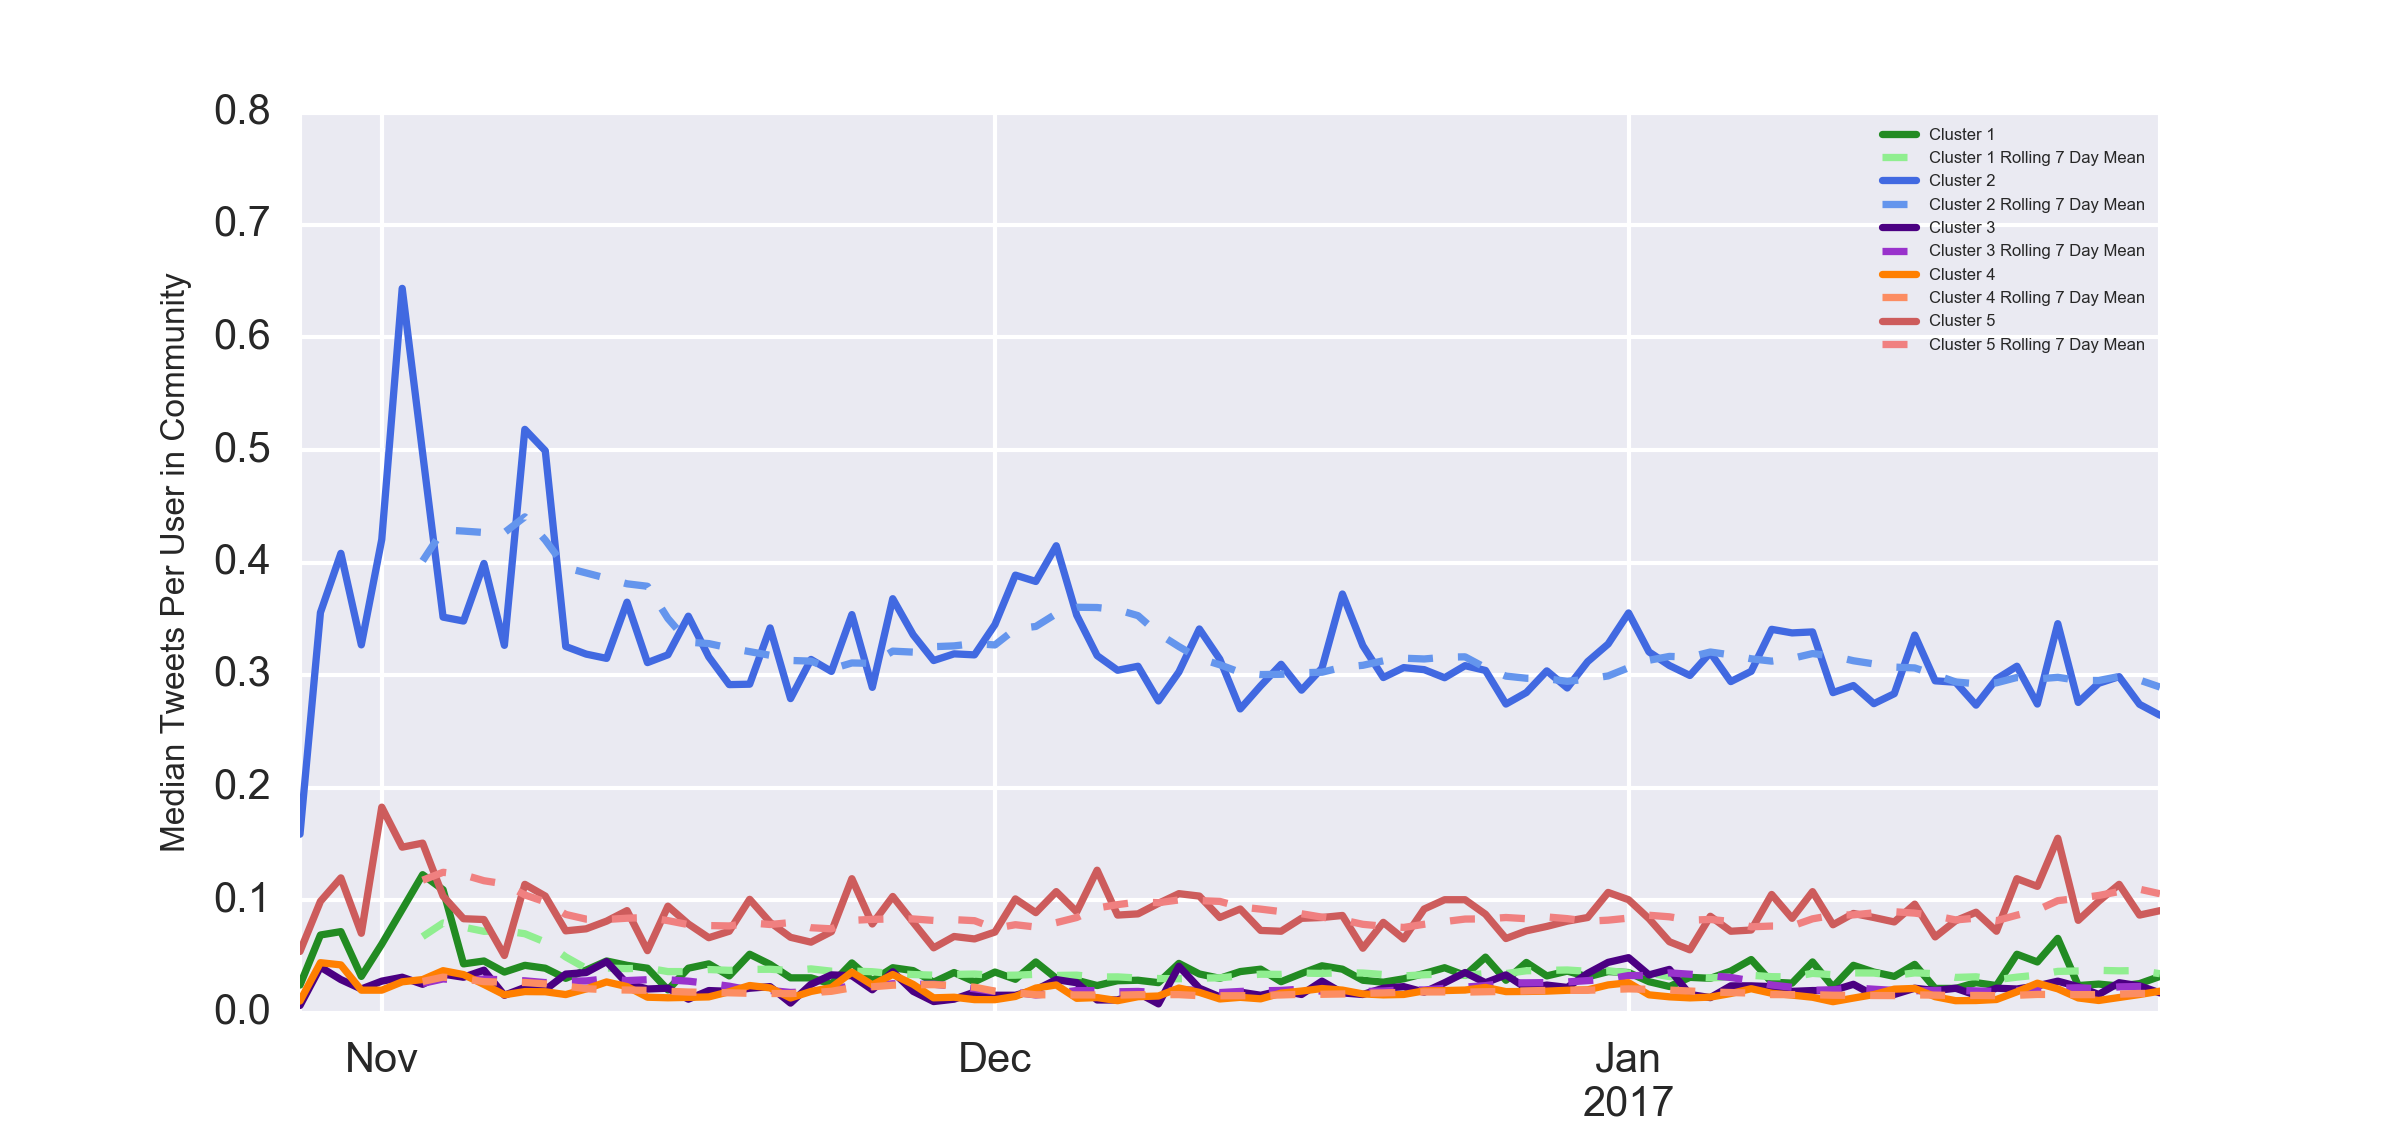 0.8
0.7
0.6
0.5
0.4
0.3
0.2
0.1
0.0
Median Tweets Per User in Community
Cluster 1
Cluster 1 Rolling 7 Day Mean
Cluster 2
Cluster 2 Rolling 7 Day Mean
Cluster 3
Cluster 3 Rolling 7 Day Mean
Cluster 4
Cluster 4 Rolling 7 Day Mean
Cluster 5
Cluster 5 Rolling 7 Day Mean
Nov
Dec
Jan
2017